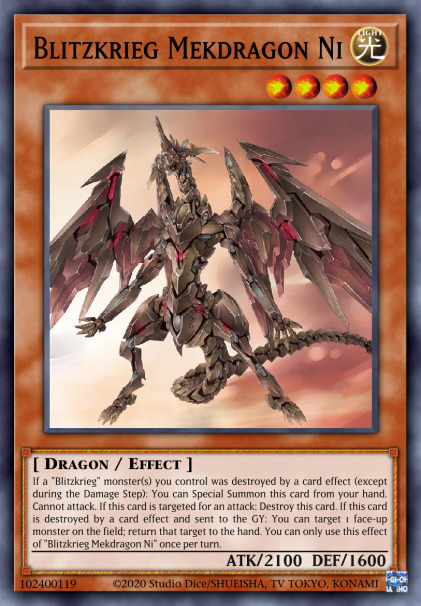 BLITZKRIEG MEKDRAGON NI
LIGHT
光
[ DRAGON / EFFECT ]
If a "Blitzkrieg" monster(s) you control was destroyed by a card effect (except
during the Damage Step): You can Special Summon this card from your hand.
Cannot attack. If this card is targeted for an attack: Destroy this card. If this card
is destroyed by a card effect and sent to the GY: You can target 1 face-up
monster on the field; return that target to the hand. You can only use this effect
of "Blitzkrieg Mekdragon Ni" once per turn.
ATK/2100 DEF/1600
102400119 ©2020 Studio Dice/SHUEISHA, TV TOKYO, KONAMI